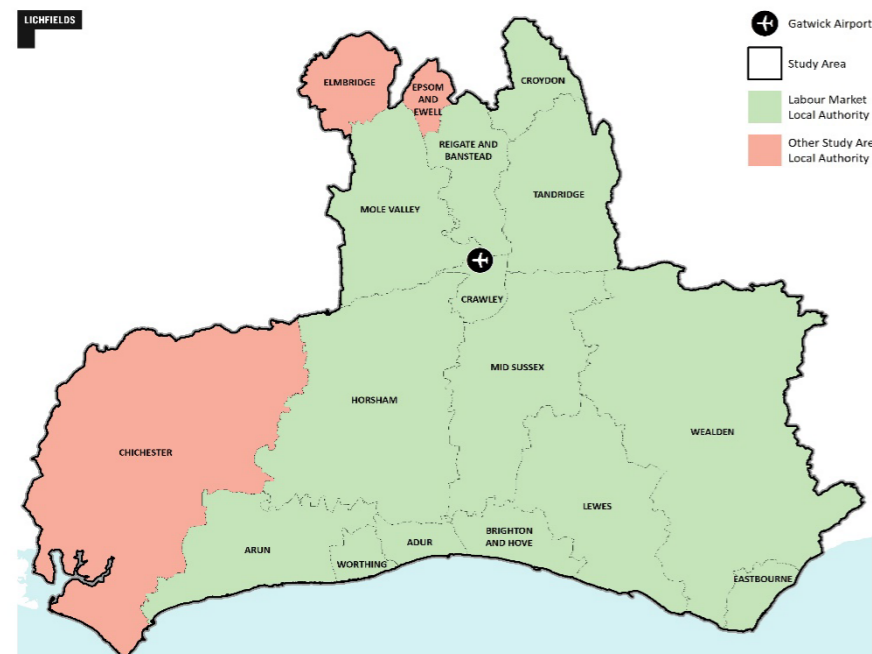 LICHFIELDS
Gatwick Airport
Study Area
Labour Market
Local Authority
Other Study Are
Local Authority
ELMBRIDGE
EPSOM
AND
EWELL
CROYDON
REIGATE AND
BANSTEAD
TANDRIDGE
MOLE VALLEY
CRAWLEY
MID SUSSEX
HORSHAM
WEALDEN
CHICHESTER
LEWES
ARUN
WORTHING
ADUR
BRIGHTON
AND HOVE
EASTBOURNE